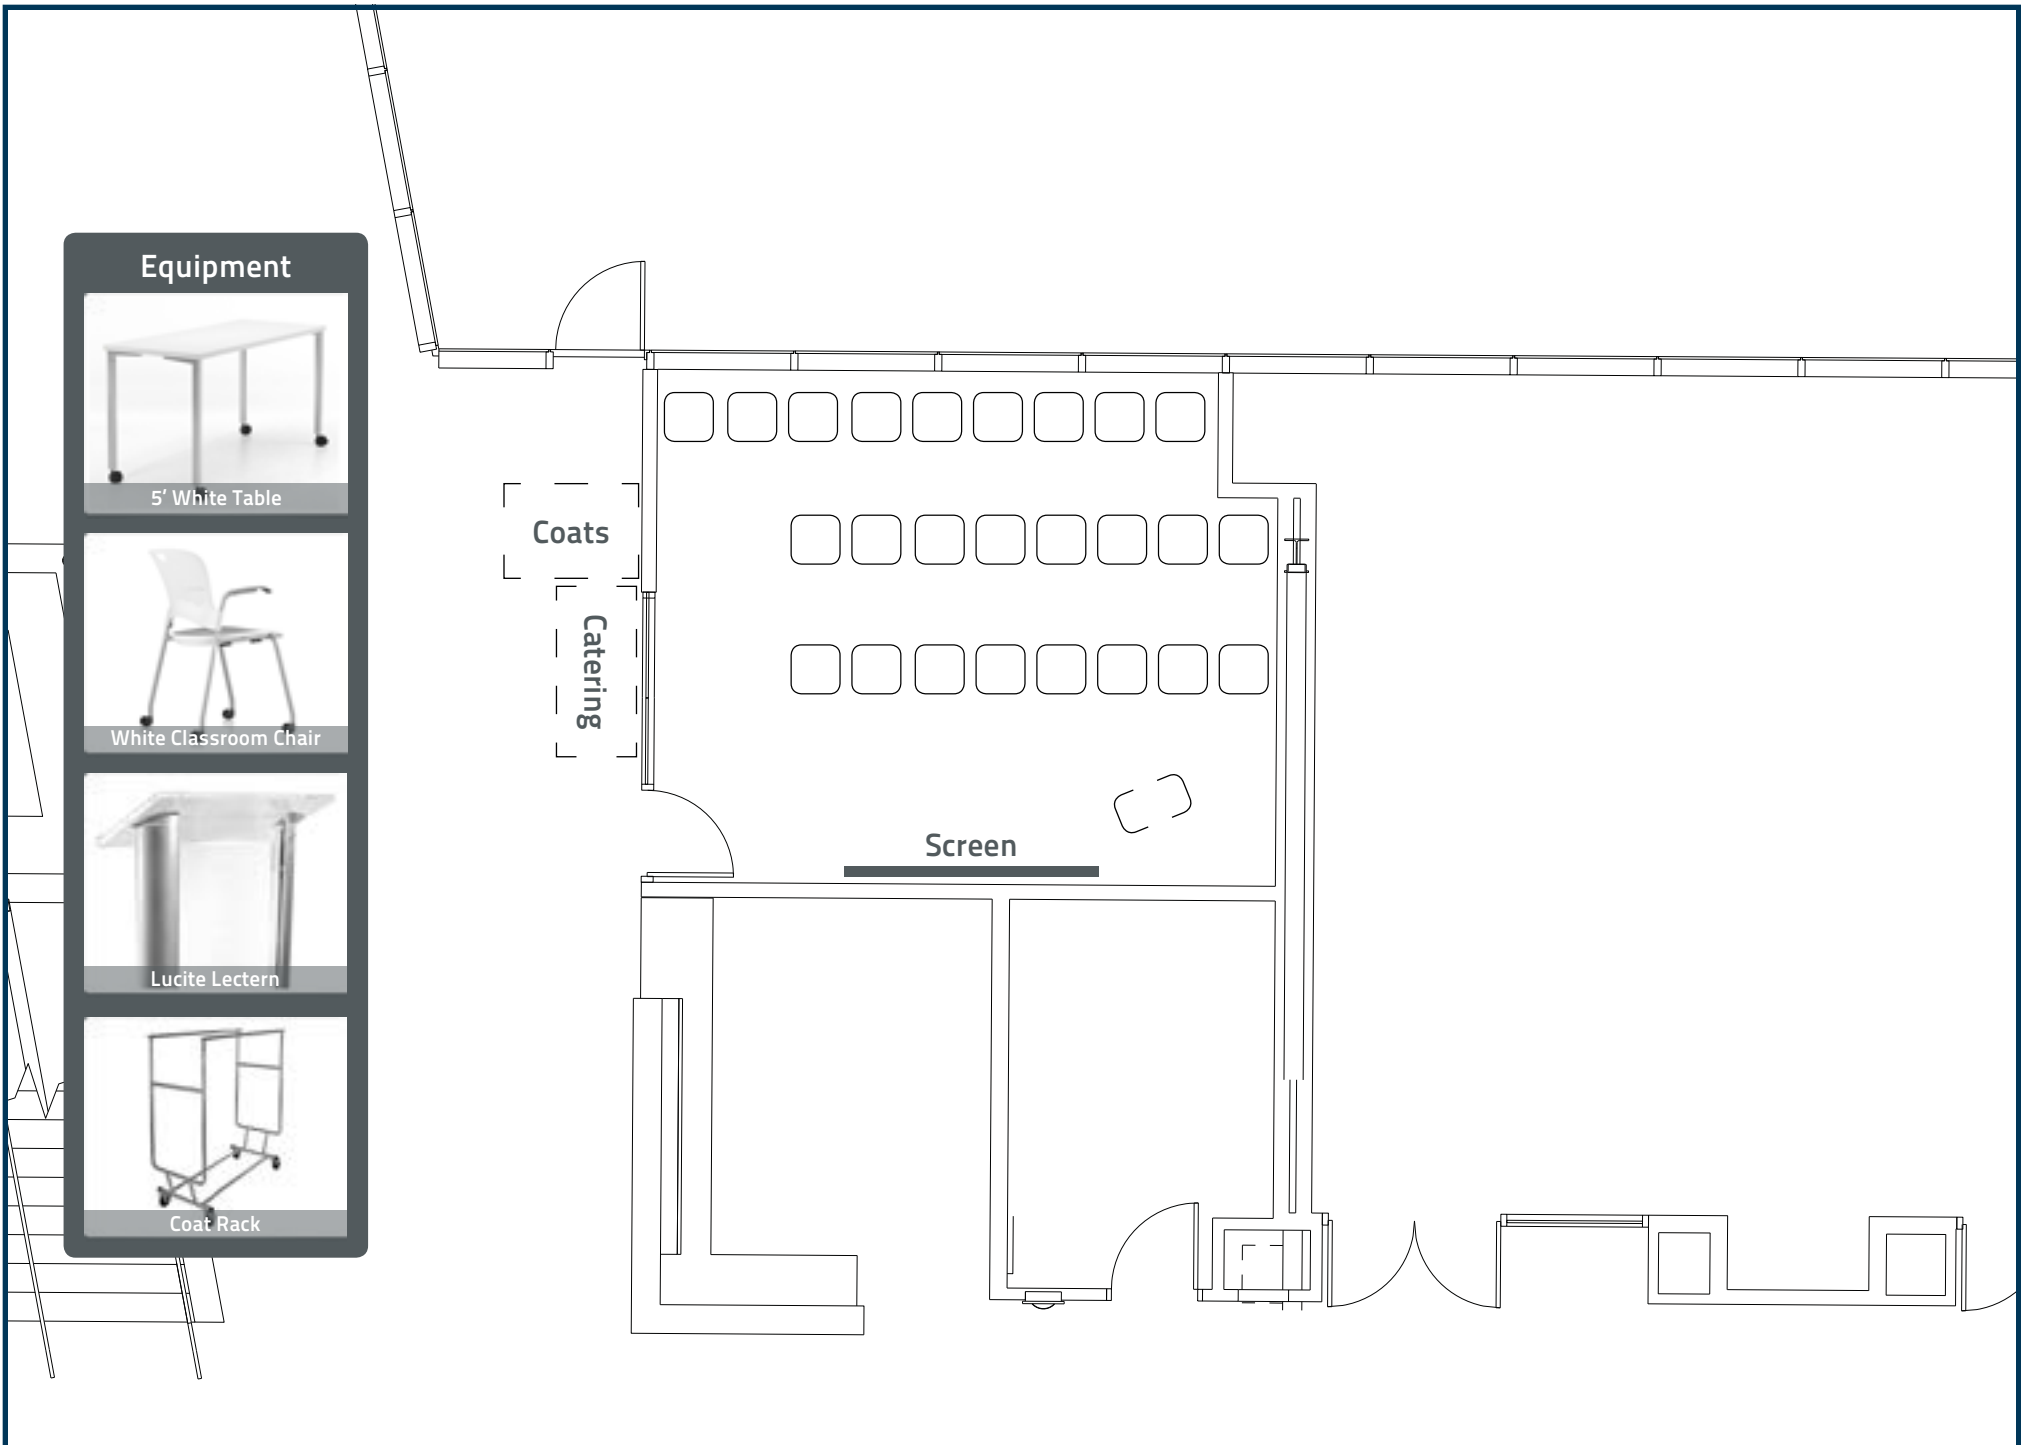 Equipment
5' White Table
White Classroom Chair
Lucite Lectern
Coat Rack
Coats
Catering
Screen